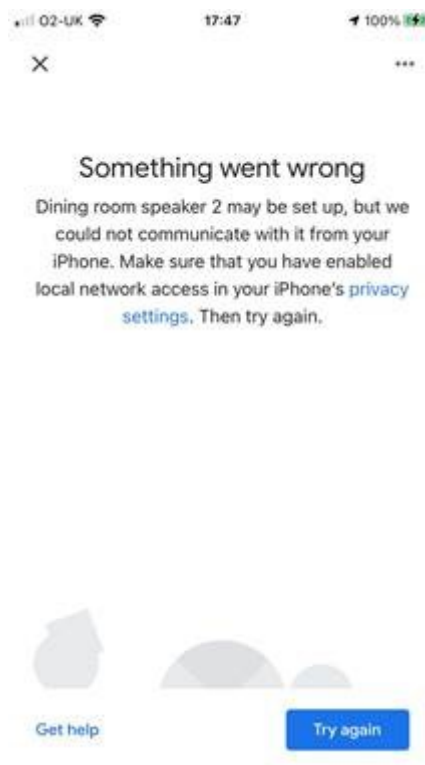 02-UK 17:47 100%
Something went wrong
Dining room speaker 2 may be set up, but we
could not communicate with it from your
iPhone. Make sure that you have enabled
local network access in your iPhone's privacy
settings. Then try again.
Get help Try again